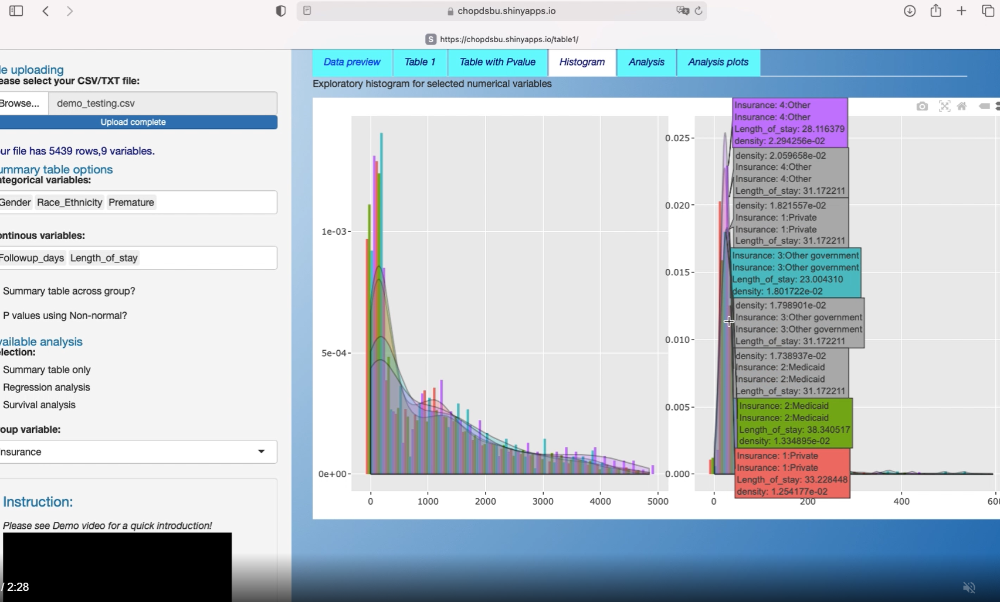 chopdsbu.shinyapps.io
S https://chopdsbu.shinyapps.io/table1/
le uploading
ease select your CSV/TXT file:
Browse... demo_testing.csv
Upload complete
ur file has 5439 rows,9 variables.
ummary table options
tegorical variables:
Gender Race_Ethnicity Premature
ntinous variables:
Followup_days Length_of_stay
Summary table across group?
P values using Non-normal?
vailable analysis
lection:
Summary table only
Regression analysis
Survival analysis
oup variable:
nsurance
Instruction:
Please see Demo video for a quick introduction!
/ 2:28
Data preview Table 1 Table with Pvalue Histogram Analysis Analysis plots
Exploratory histogram for selected numerical variables
1e-03
5e-04
0e+00
0 1000 2000 3000 4000 5000
0.025
0.020
0.015
0.010
0.005
0.000
0 200 400 600
Insurance: 4:Other
Insurance: 4:Other
Length_of_stay: 28.116379
density: 2.294256e-02
density: 2.059658e-02
Insurance: 4:Other
Insurance: 4:Other
Length_of_stay: 31.172211
density: 1.821557e-02
Insurance: 1:Private
Insurance: 1:Private
Length_of_stay: 31.172211
Insurance: 3:Other government
Insurance: 3:Other government
Length_of_stay: 23.004310
density: 1.801722e-02
density: 1.798901e-02
Insurance: 3:Other government
Insurance: 3:Other government
Length_of_stay: 31.172211
density: 1.738937e-02
Insurance: 2:Medicaid
Insurance: 2:Medicaid
Length_of_stay: 31.172211
Insurance: 2:Medicaid
Insurance: 2:Medicaid
Length_of_stay: 38.340517
density: 1.334895e-02
Insurance: 1:Private
Insurance: 1:Private
Length_of_stay: 33.228448
density: 1.254177e-02